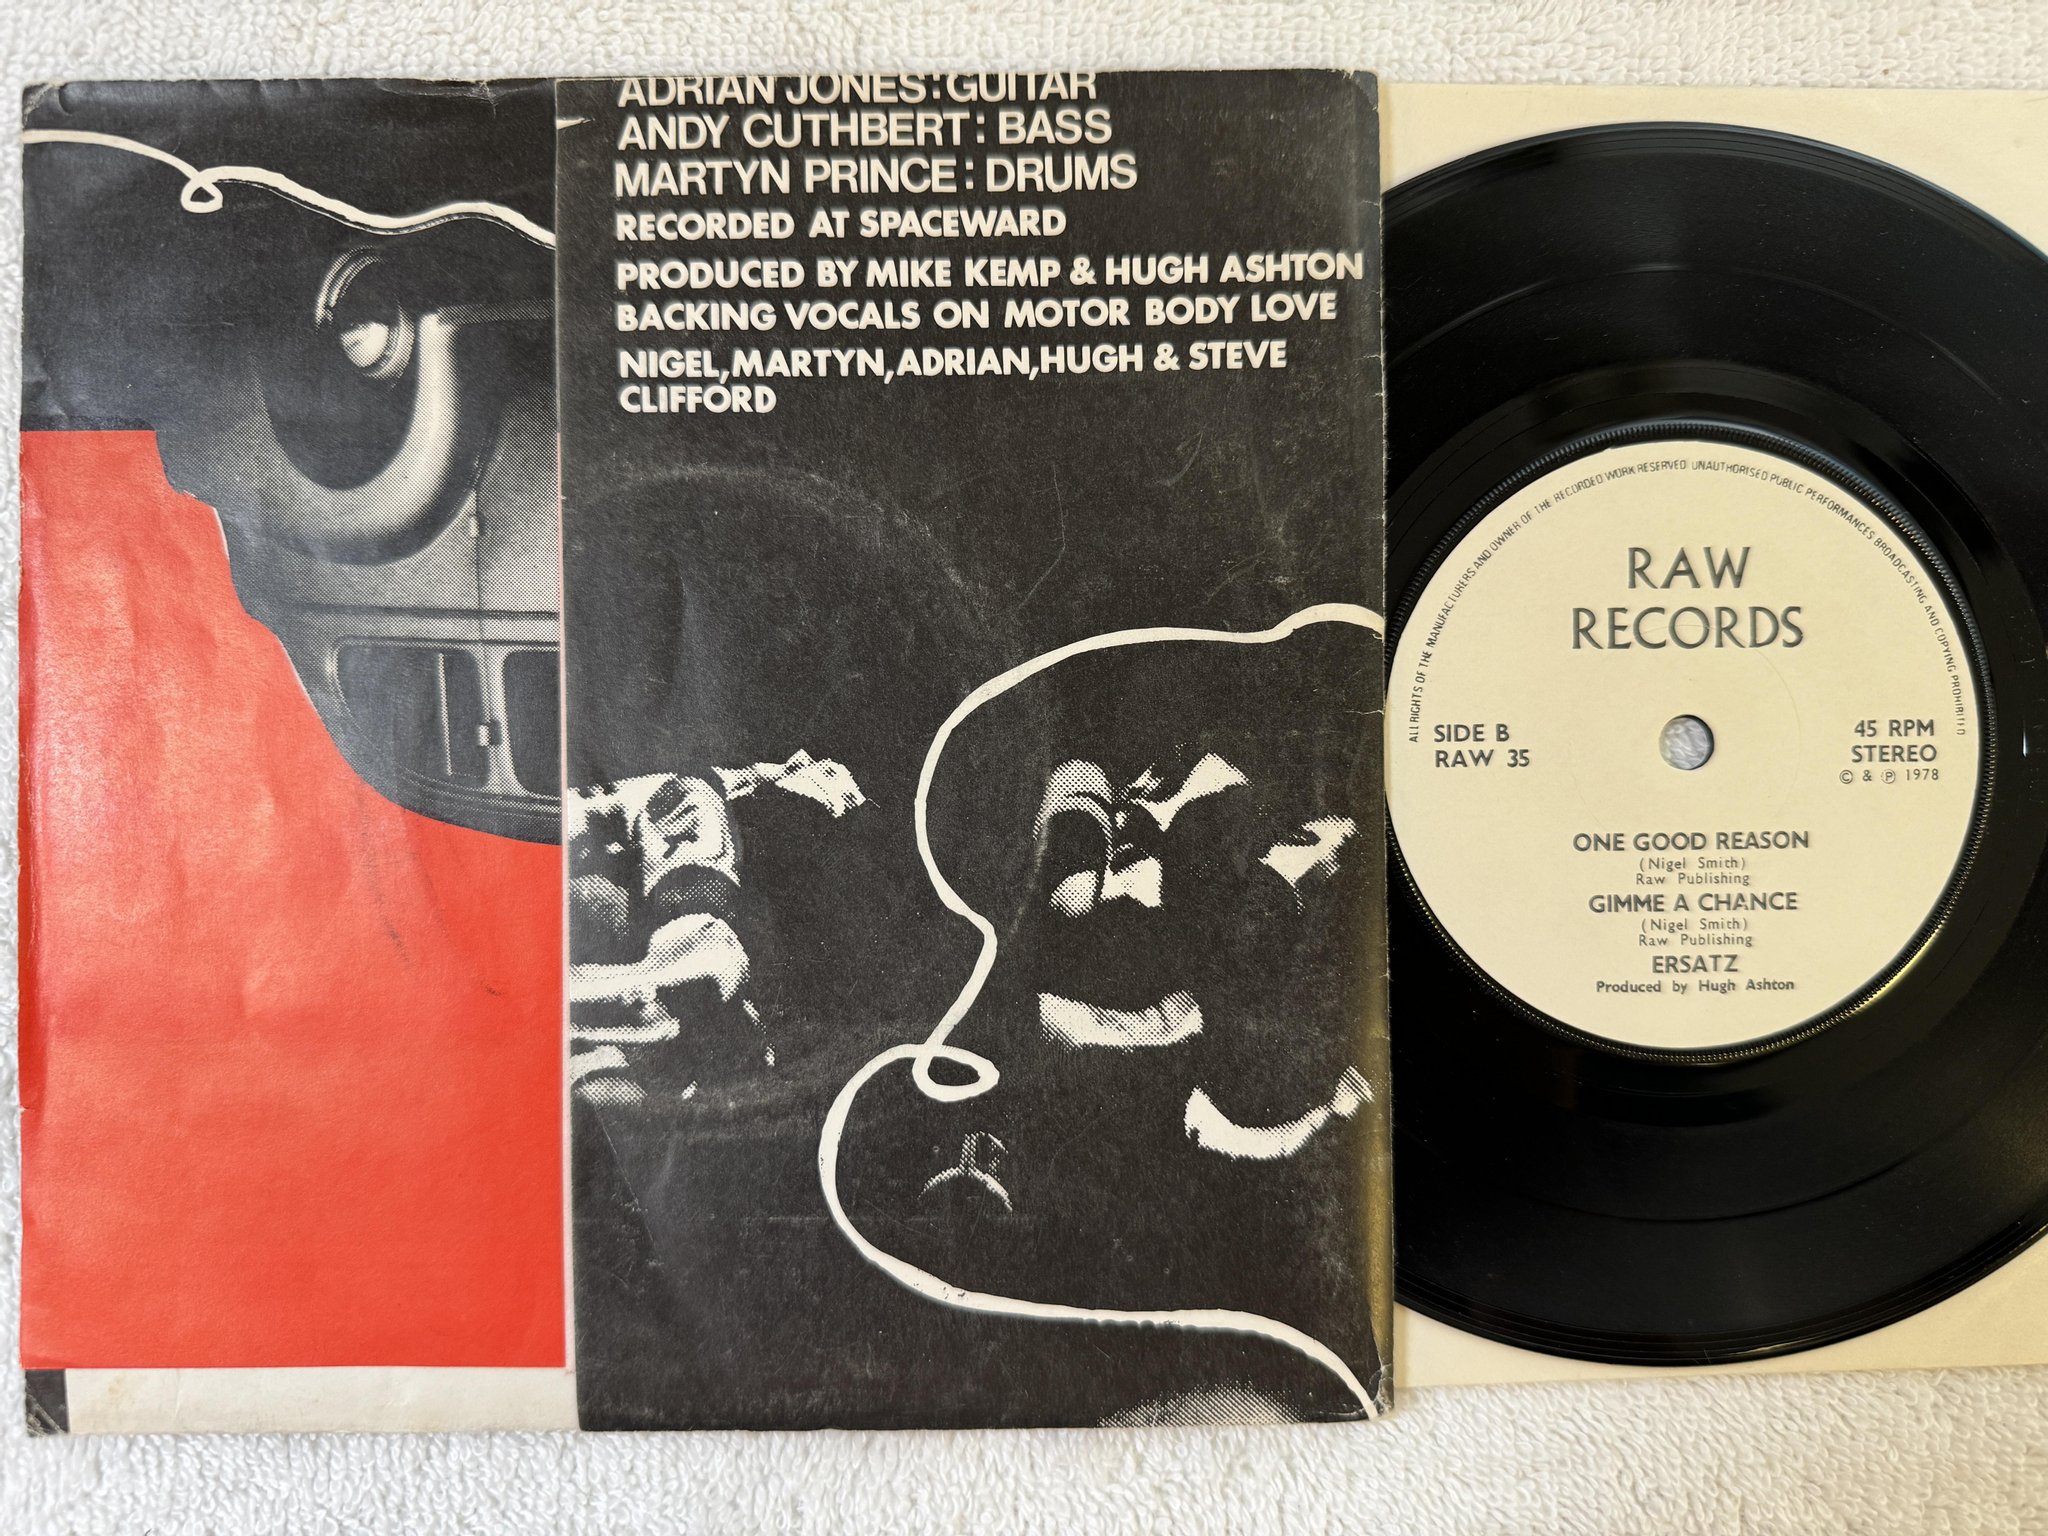 ADRIAN JONES: GUITAR
ANDY CUTHBERT: BASS
MARTYN PRINCE: DRUMS
RECORDED AT SPACEWARD
PRODUCED BY MIKE KEMP & HUGH ASHTON
BACKING VOCALS ON MOTOR BODY LOVE
NIGEL, MARTYN, ADRIAN, HUGH & STEVE
CLIFFORD
ALL RIGHTS OF THE MANUFACTURERS AND OWNER OF THE RECORDED WORK RESERVED UNAUTHORISED PUBLIC PERFORMANCES BROADCASTING AND COPYING PROHIBITED
RAW
RECORDS
SIDE B
RAW 35
45 RPM
STEREO
© & ℗ 1978
ONE GOOD REASON
(Nigel Smith)
Raw Publishing
GIMME A CHANCE
(Nigel Smith)
Raw Publishing
ERSATZ
Produced by Hugh Ashton